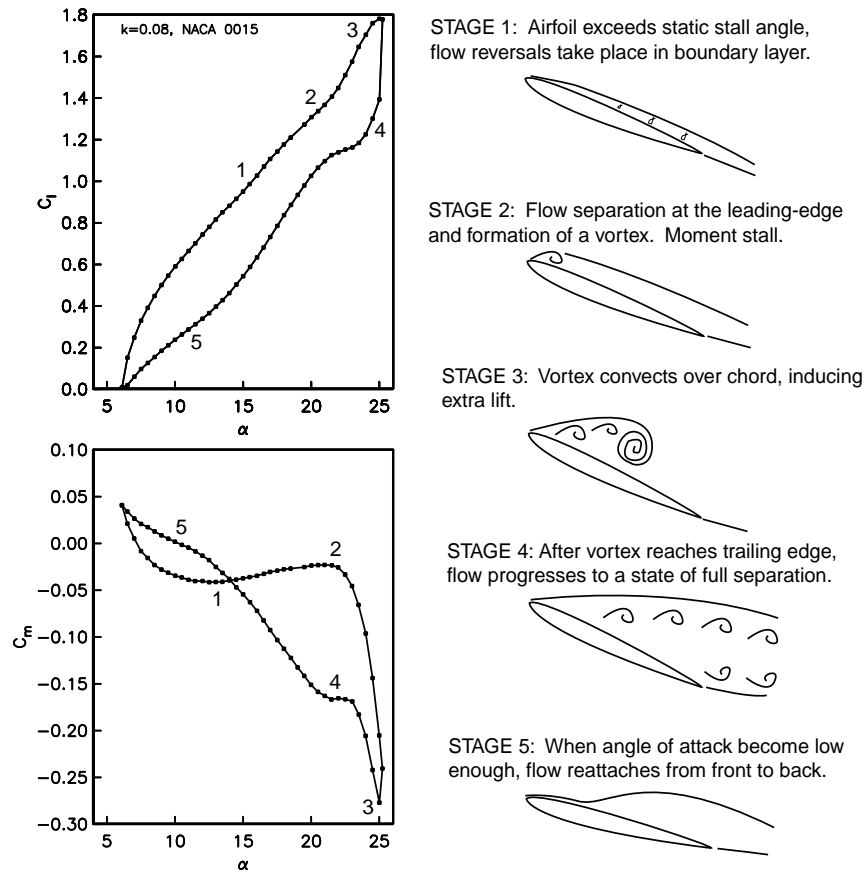 k=0.08, NACA 0015
1.8
1.6
1.4
1.2
1.0
0.8
0.6
0.4
0.2
0.0
Cl
1
2
3
4
5
5
10
15
20
25
α
0.10
0.05
0.00
−0.05
−0.10
−0.15
−0.20
−0.25
−0.30
Cm
5
2
1
4
3
5
10
15
20
25
α
STAGE 1: Airfoil exceeds static stall angle,
flow reversals take place in boundary layer.
STAGE 2: Flow separation at the leading-edge
and formation of a vortex. Moment stall.
STAGE 3: Vortex convects over chord, inducing
extra lift.
STAGE 4: After vortex reaches trailing edge,
flow progresses to a state of full separation.
STAGE 5: When angle of attack become low
enough, flow reattaches from front to back.